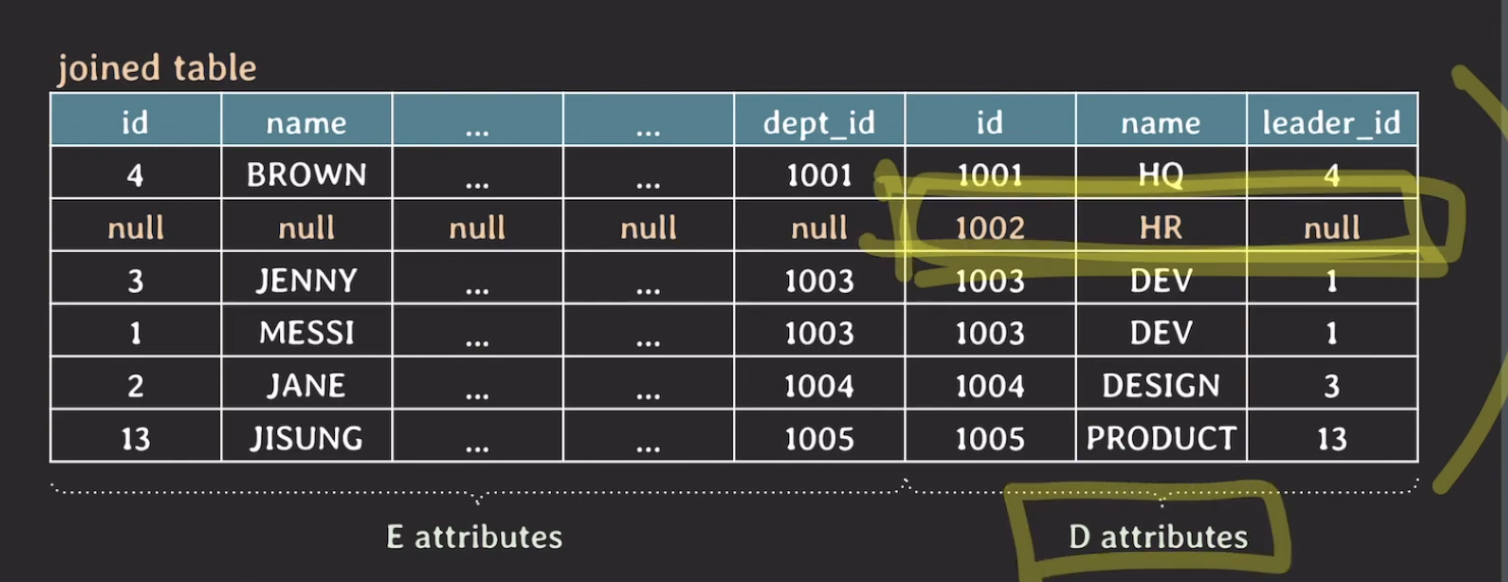 joined table
id name ... ... dept_id id name leader_id
4 BROWN ... ... 1001 1001 HQ 4
null null null null null 1002 HR null
3 JENNY ... ... 1003 1003 DEV 1
1 MESSI ... ... 1003 1003 DEV 1
2 JANE ... ... 1004 1004 DESIGN 3
13 JISUNG ... ... 1005 1005 PRODUCT 13
E attributes D attributes